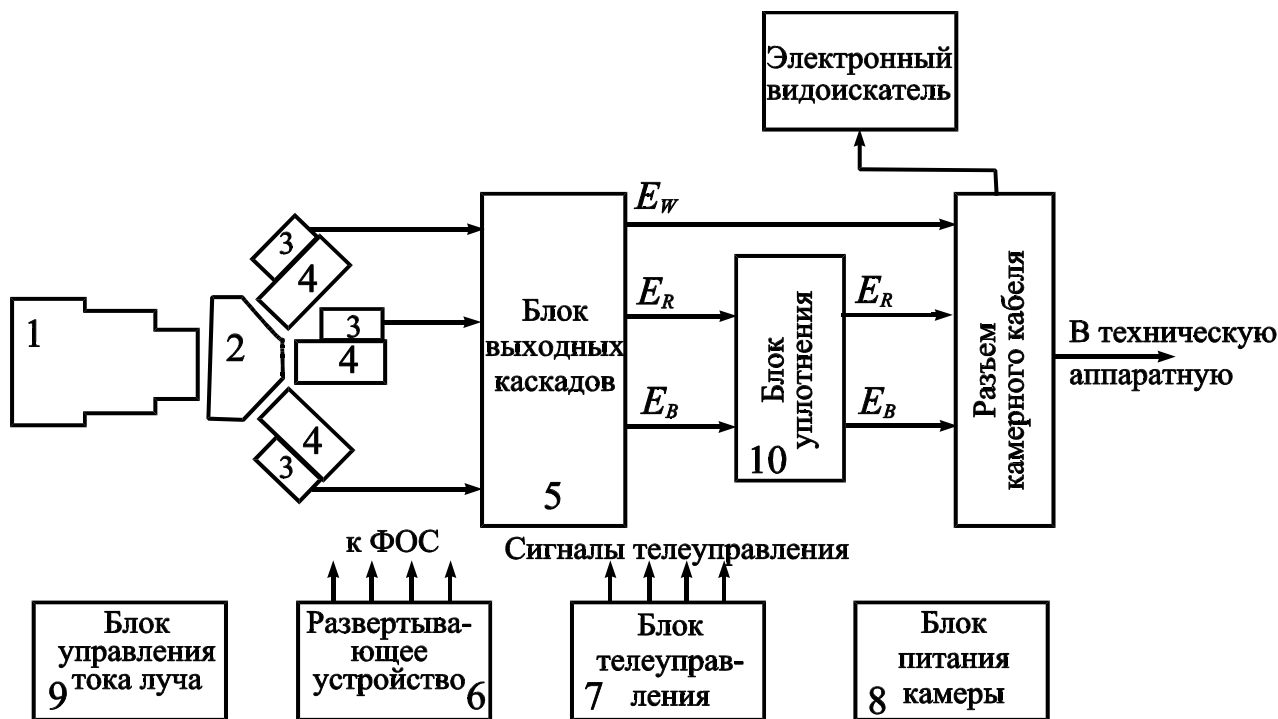 Электронный
видоискатель
E_W
3
4
1
2
3
4
4
3
E_R
E_R
Блок
выходных
каскадов
5
Блок
уплотнения
10
E_B
E_B
Разъем
камерного кабеля
В техническую
аппаратную
к ФОС
Сигналы телеуправления
Блок
управления
тока луча
9
Развертыва-
ющее
устройство
6
Блок
телеуправ-
ления
7
Блок
питания
камеры
8